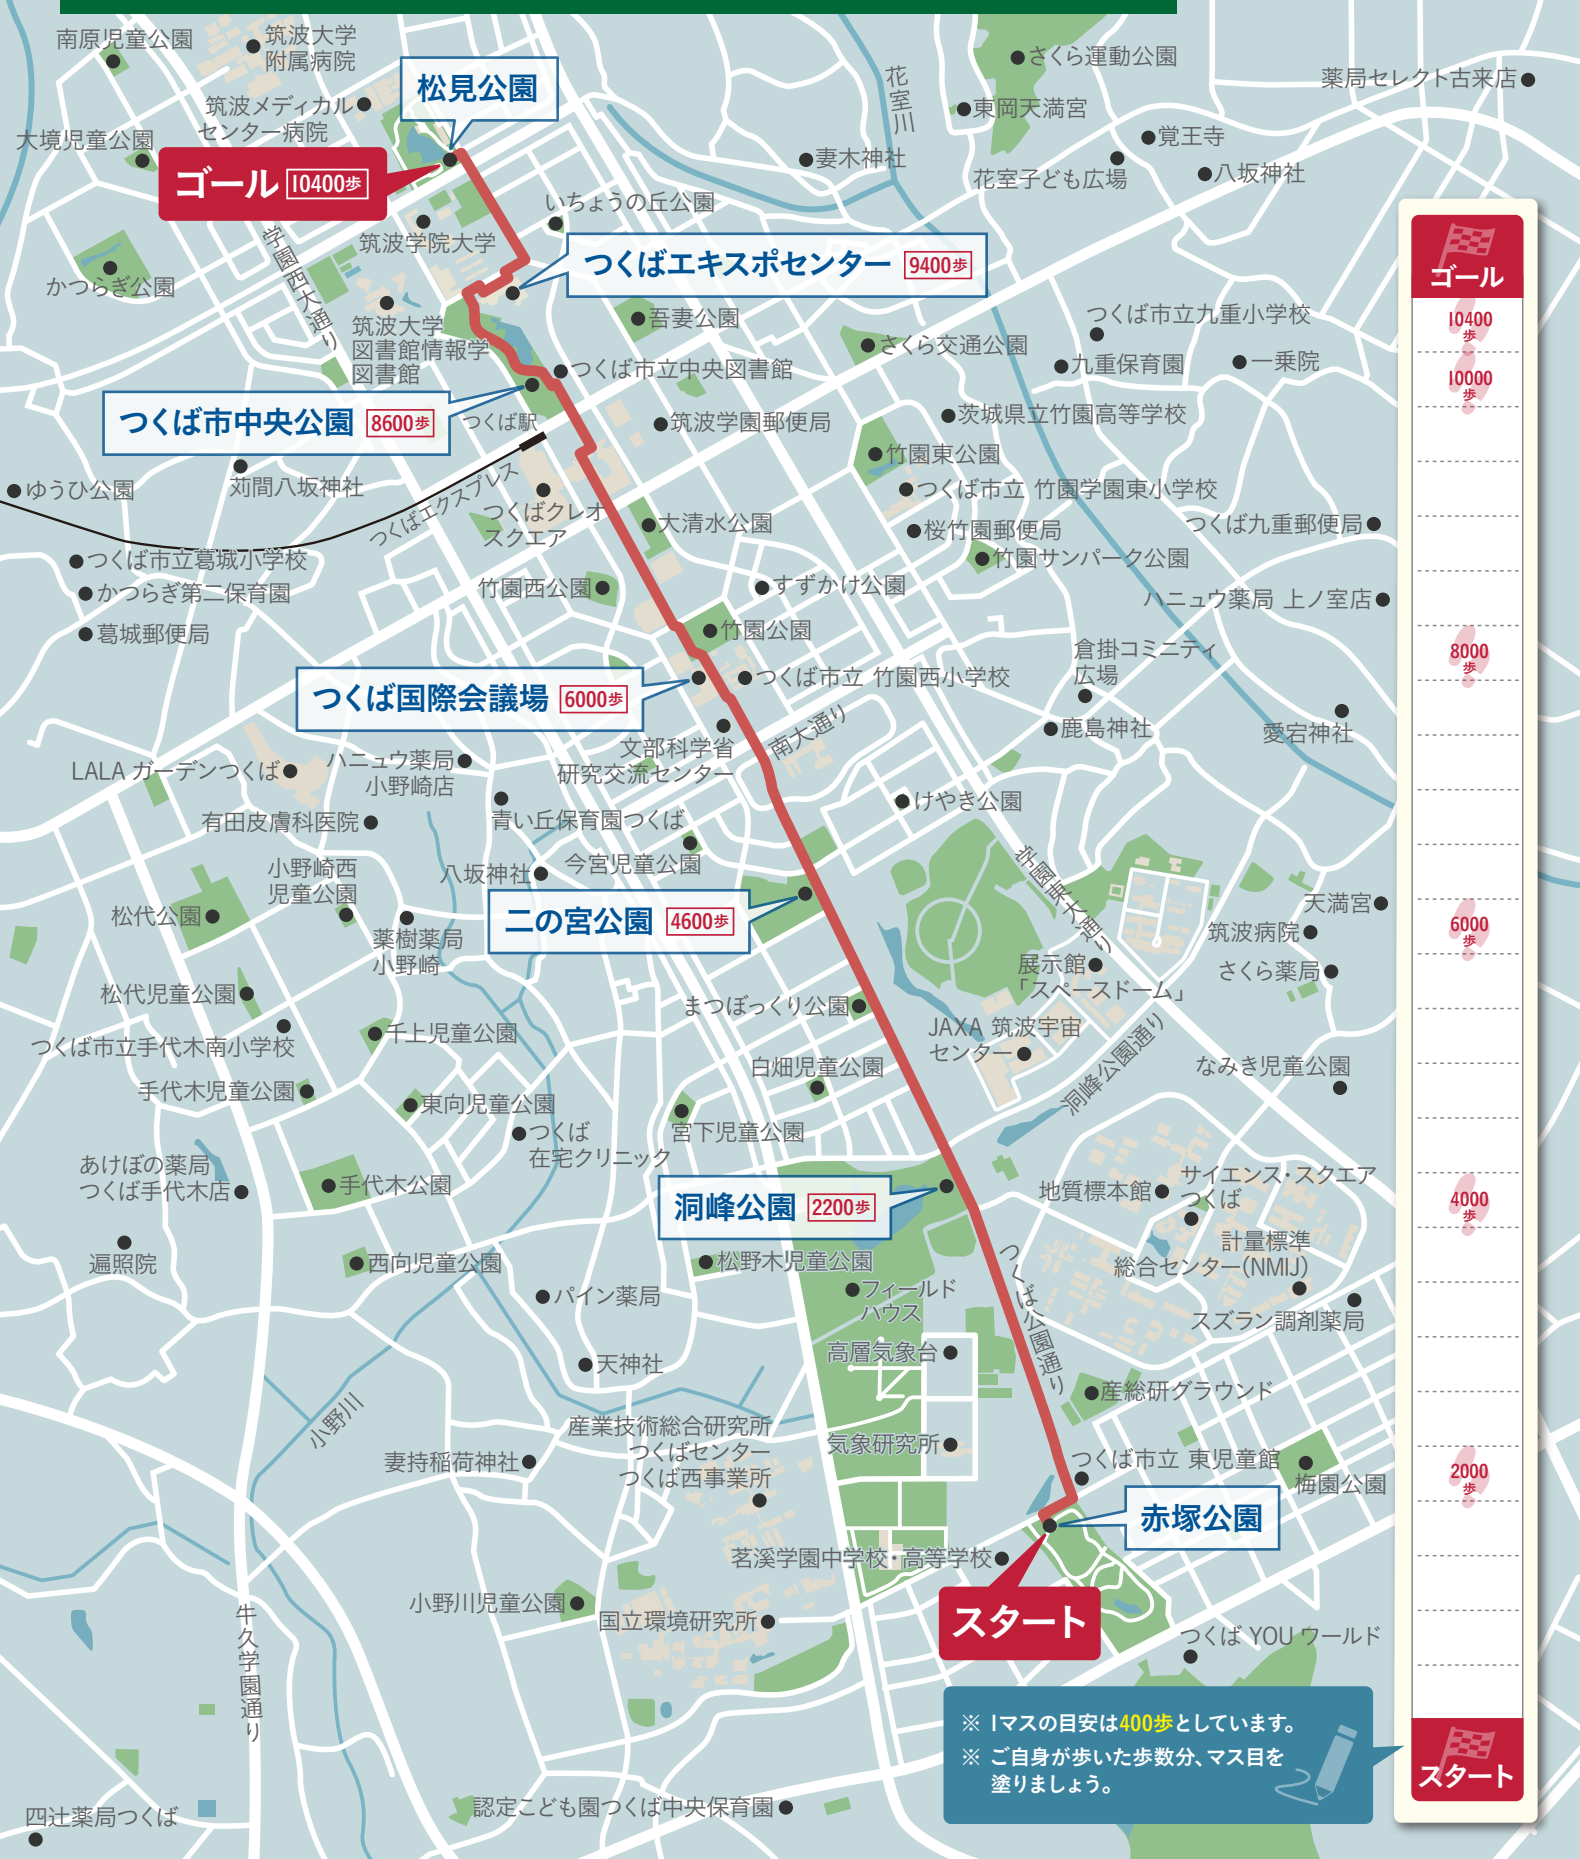 南原児童公園
筑波大学
附属病院
松見公園
筑波メディカル
センター病院
大境児童公園
ゴール 10400歩
花室川
さくら運動公園
薬局セレクト古来店
東岡天満宮
覚王寺
妻木神社
花室子ども広場
八坂神社
いちょうの丘公園
筑波学院大学
学園西大通り
かつらぎ公園
つくばエキスポセンター 9400歩
筑波大学
図書館情報学
図書館
吾妻公園
さくら交通公園
つくば市立九重小学校
九重保育園
一乗院
つくば市立中央図書館
つくば市中央公園 8600歩
つくば駅
筑波学園郵便局
茨城県立竹園高等学校
竹園東公園
ゆうひ公園
苅間八坂神社
つくばエクスプレス
つくばクレオ
スクエア
つくば市立 竹園学園東小学校
大清水公園
桜竹園郵便局
つくば九重郵便局
竹園サンパーク公園
つくば市立葛城小学校
かつらぎ第二保育園
葛城郵便局
竹園西公園
すずかけ公園
ハニュウ薬局 上ノ室店
竹園公園
倉掛コミニティ
広場
つくば国際会議場 6000歩
つくば市立 竹園西小学校
南大通り
鹿島神社
愛宕神社
文部科学省
研究交流センター
LALA ガーデンつくば
ハニュウ薬局
小野崎店
青い丘保育園つくば
けやき公園
有田皮膚科医院
小野崎西
児童公園
八坂神社
今宮児童公園
学園東大通り
松代公園
薬樹薬局
小野崎
二の宮公園 4600歩
天満宮
筑波病院
さくら薬局
展示館
「スペースドーム」
松代児童公園
まつぼっくり公園
JAXA 筑波宇宙
センター
つくば市立手代木南小学校
千上児童公園
洞峰公園通り
白畑児童公園
なみき児童公園
手代木児童公園
東向児童公園
つくば
在宅クリニック
宮下児童公園
あけぼの薬局
つくば手代木店
手代木公園
洞峰公園 2200歩
地質標本館
サイエンス・スクエア
つくば
計量標準
総合センター(NMIJ)
遍照院
西向児童公園
松野木児童公園
つくば公園通り
パイン薬局
フィールド
ハウス
スズラン調剤薬局
高層気象台
天神社
産総研グラウンド
小野川
産業技術総合研究所
つくばセンター
つくば西事業所
気象研究所
妻持稲荷神社
つくば市立 東児童館
梅園公園
赤塚公園
茗溪学園中学校・高等学校
スタート
小野川児童公園
国立環境研究所
牛久学園通り
つくば YOU ワールド
※ 1マスの目安は400歩としています。
※ ご自身が歩いた歩数分、マス目を
塗りましょう。
四辻薬局つくば
認定こども園つくば中央保育園
ゴール
10400
歩
10000
歩
8000
歩
6000
歩
4000
歩
2000
歩
スタート